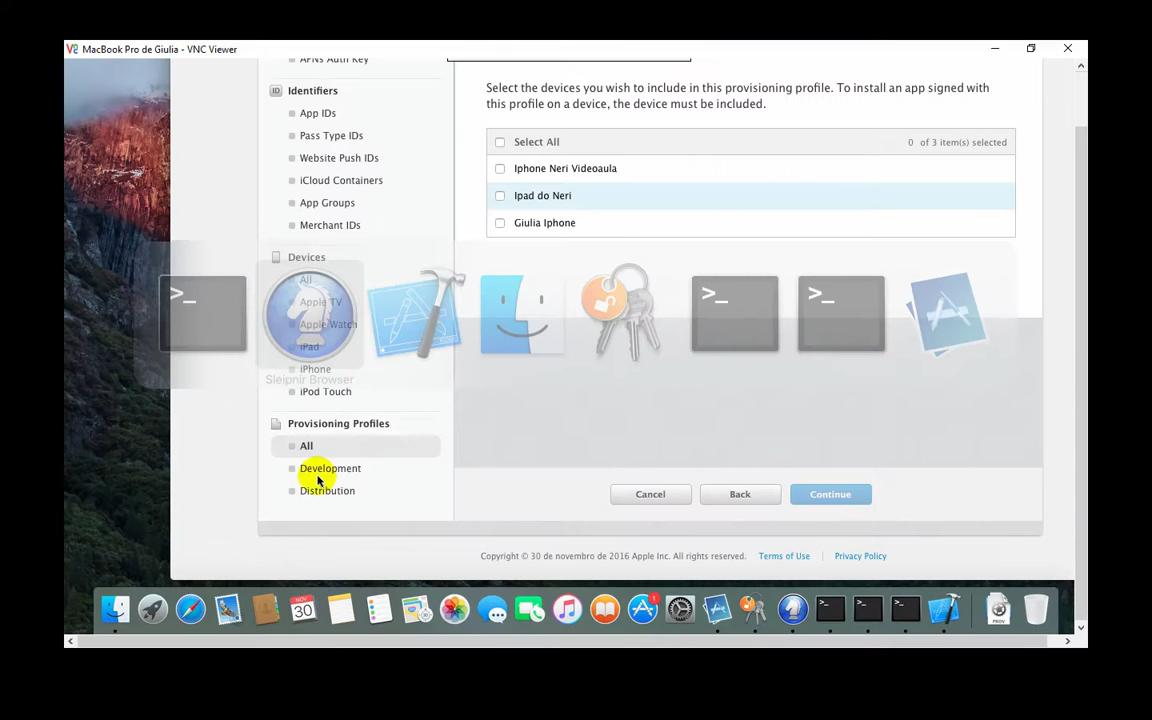 MacBook Pro de Giulia - VNC Viewer
APNs Auth Key
Identifiers
App IDs
Pass Type IDs
Website Push IDs
iCloud Containers
App Groups
Merchant IDs
Devices
All
Apple TV
Apple Watch
iPad
iPhone
iPod Touch
Provisioning Profiles
All
Development
Distribution
Select the devices you wish to include in this provisioning profile. To install an app signed with
this profile on a device, the device must be included.
Select All
0 of 3 item(s) selected
Iphone Neri Videoaula
Ipad do Neri
Giulia Iphone
Sleipnir Browser
Cancel
Back
Continue
Copyright © 30 de novembro de 2016 Apple Inc. All rights reserved.
Terms of Use
Privacy Policy
NOV
30
1
PROV